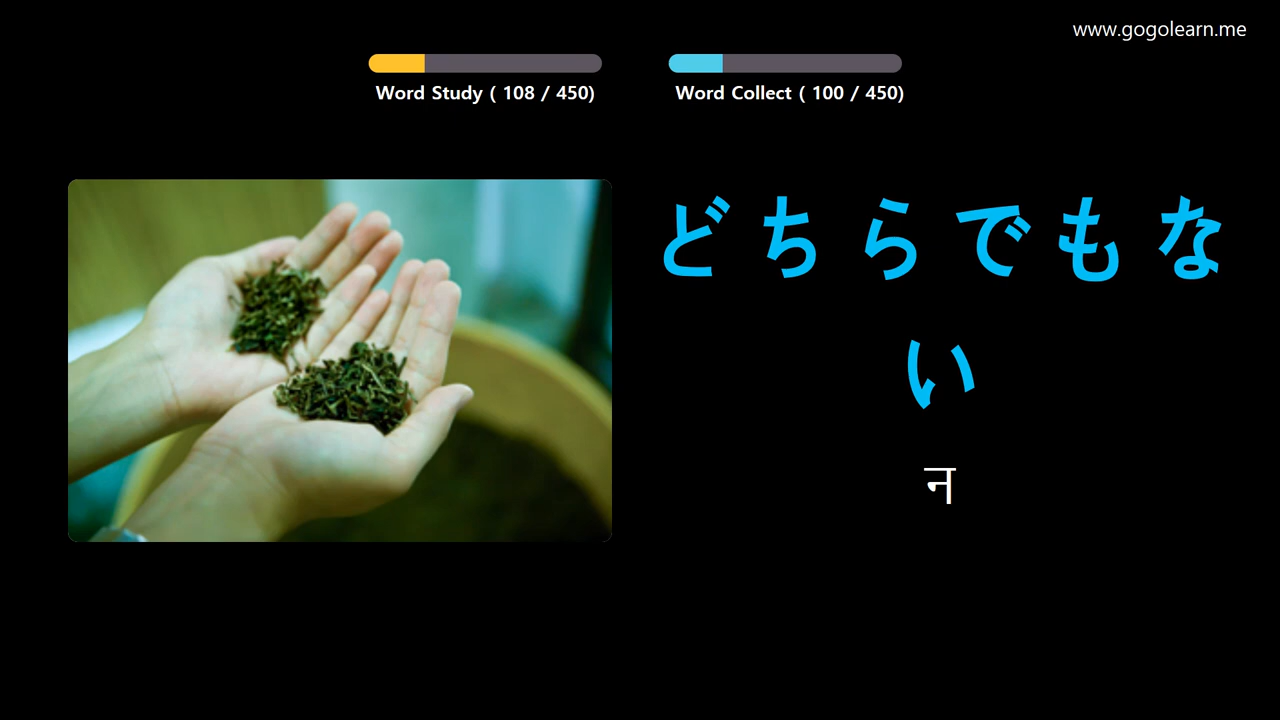 www.gogolearn.me
Word Study ( 108 / 450)
Word Collect ( 100 / 450)
どちらでもな
い
न